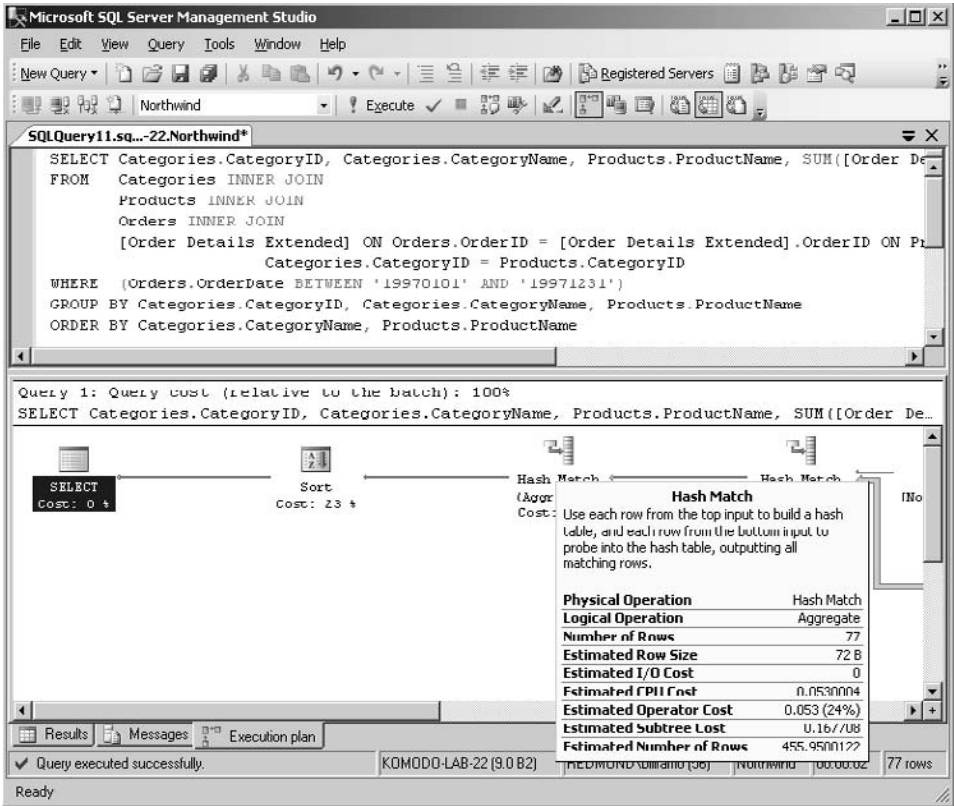 Microsoft SQL Server Management Studio
File Edit View Query Tools Window Help
New Query Registered Servers
Northwind Execute
SQLQuery11.sq...-22.Northwind*
SELECT Categories.CategoryID, Categories.CategoryName, Products.ProductName, SUM([Order De
FROM Categories INNER JOIN
Products INNER JOIN
Orders INNER JOIN
[Order Details Extended] ON Orders.OrderID = [Order Details Extended].OrderID ON Pr
Categories.CategoryID = Products.CategoryID
WHERE (Orders.OrderDate BETWEEN '19970101' AND '19971231')
GROUP BY Categories.CategoryID, Categories.CategoryName, Products.ProductName
ORDER BY Categories.CategoryName, Products.ProductName
Query 1: Query cost (relative to the batch): 100%
SELECT Categories.CategoryID, Categories.CategoryName, Products.ProductName, SUM([Order De...
SELECT
Cost: 0 %
Sort
Cost: 23 %
Hash Match
(Aggr
Cost:
Hash Match
(No
Hash Match
Use each row from the top input to build a hash
table, and each row from the bottom input to
probe into the hash table, outputting all
matching rows.
Physical Operation Hash Match
Logical Operation Aggregate
Number of Rows 77
Estimated Row Size 72 B
Estimated I/O Cost 0
Estimated CPU Cost 0.0530004
Estimated Operator Cost 0.053 (24%)
Estimated Subtree Cost 0.167708
Estimated Number of Rows 455.9500122
Results Messages Execution plan
Query executed successfully. KOMODO-LAB-22 (9.0 B2) Northwind 00:00:02 77 rows
Ready